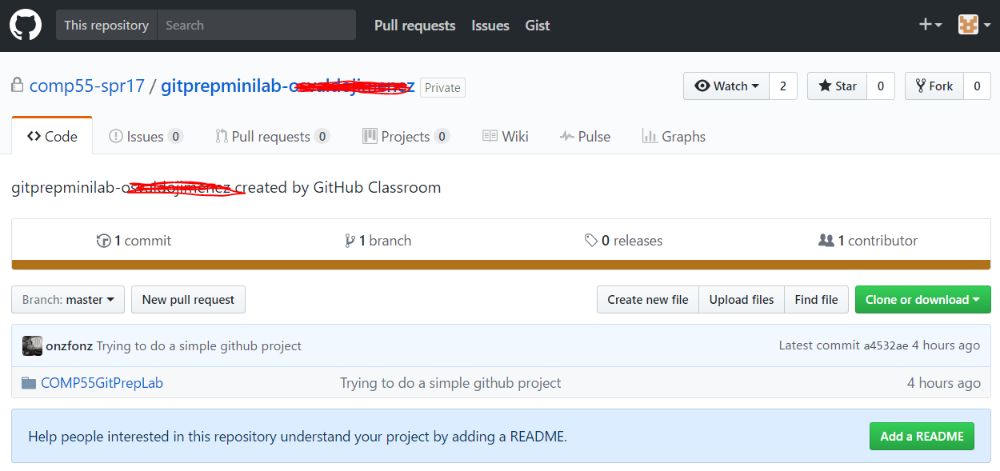 This repository Search Pull requests Issues Gist
comp55-spr17 / gitprepminilab- Private Watch 2 Star 0 Fork 0
Code Issues 0 Pull requests 0 Projects 0 Wiki Pulse Graphs
gitprepminilab- created by GitHub Classroom
1 commit 1 branch 0 releases 1 contributor
Branch: master New pull request Create new file Upload files Find file Clone or download
onzfonz Trying to do a simple github project Latest commit a4532ae 4 hours ago
COMP55GitPrepLab Trying to do a simple github project 4 hours ago
Help people interested in this repository understand your project by adding a README. Add a README